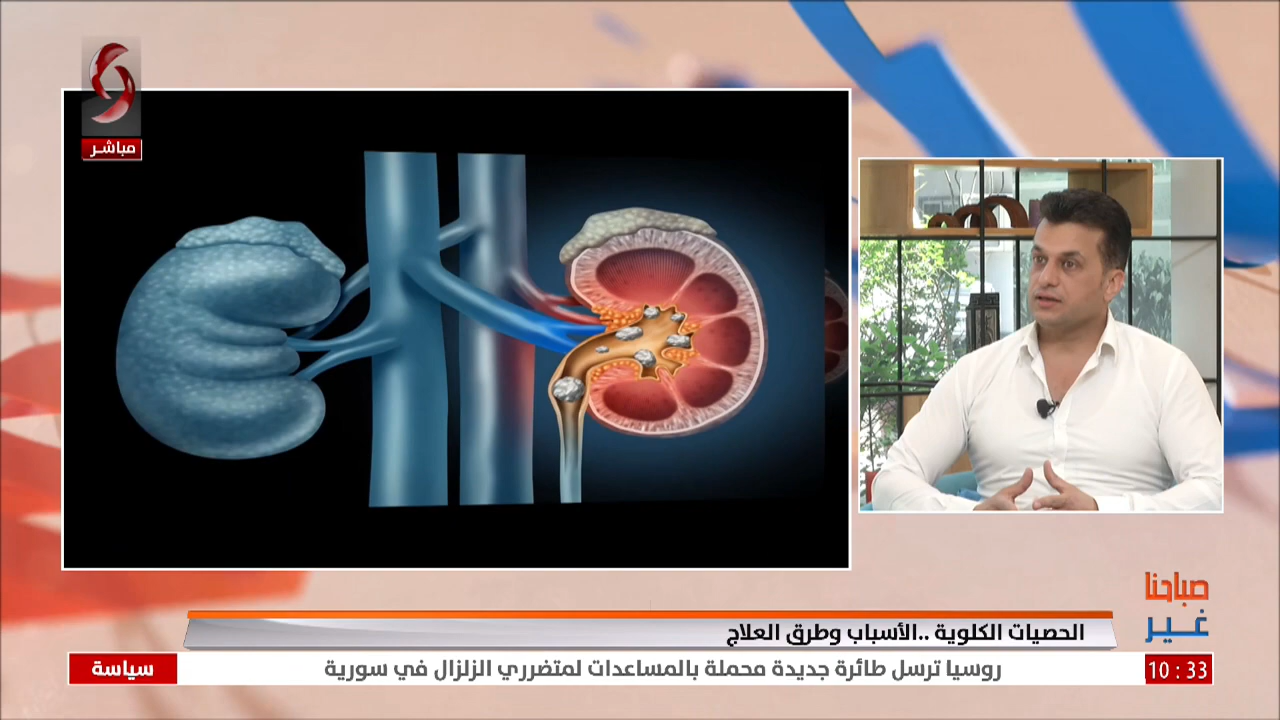 مباشر
صباحنا
غير
الحصيات الكلوية ..الأسباب وطرق العلاج
سياسة
روسيا ترسل طائرة جديدة محملة بالمساعدات لمتضرري الزلزال في سورية
10 : 33